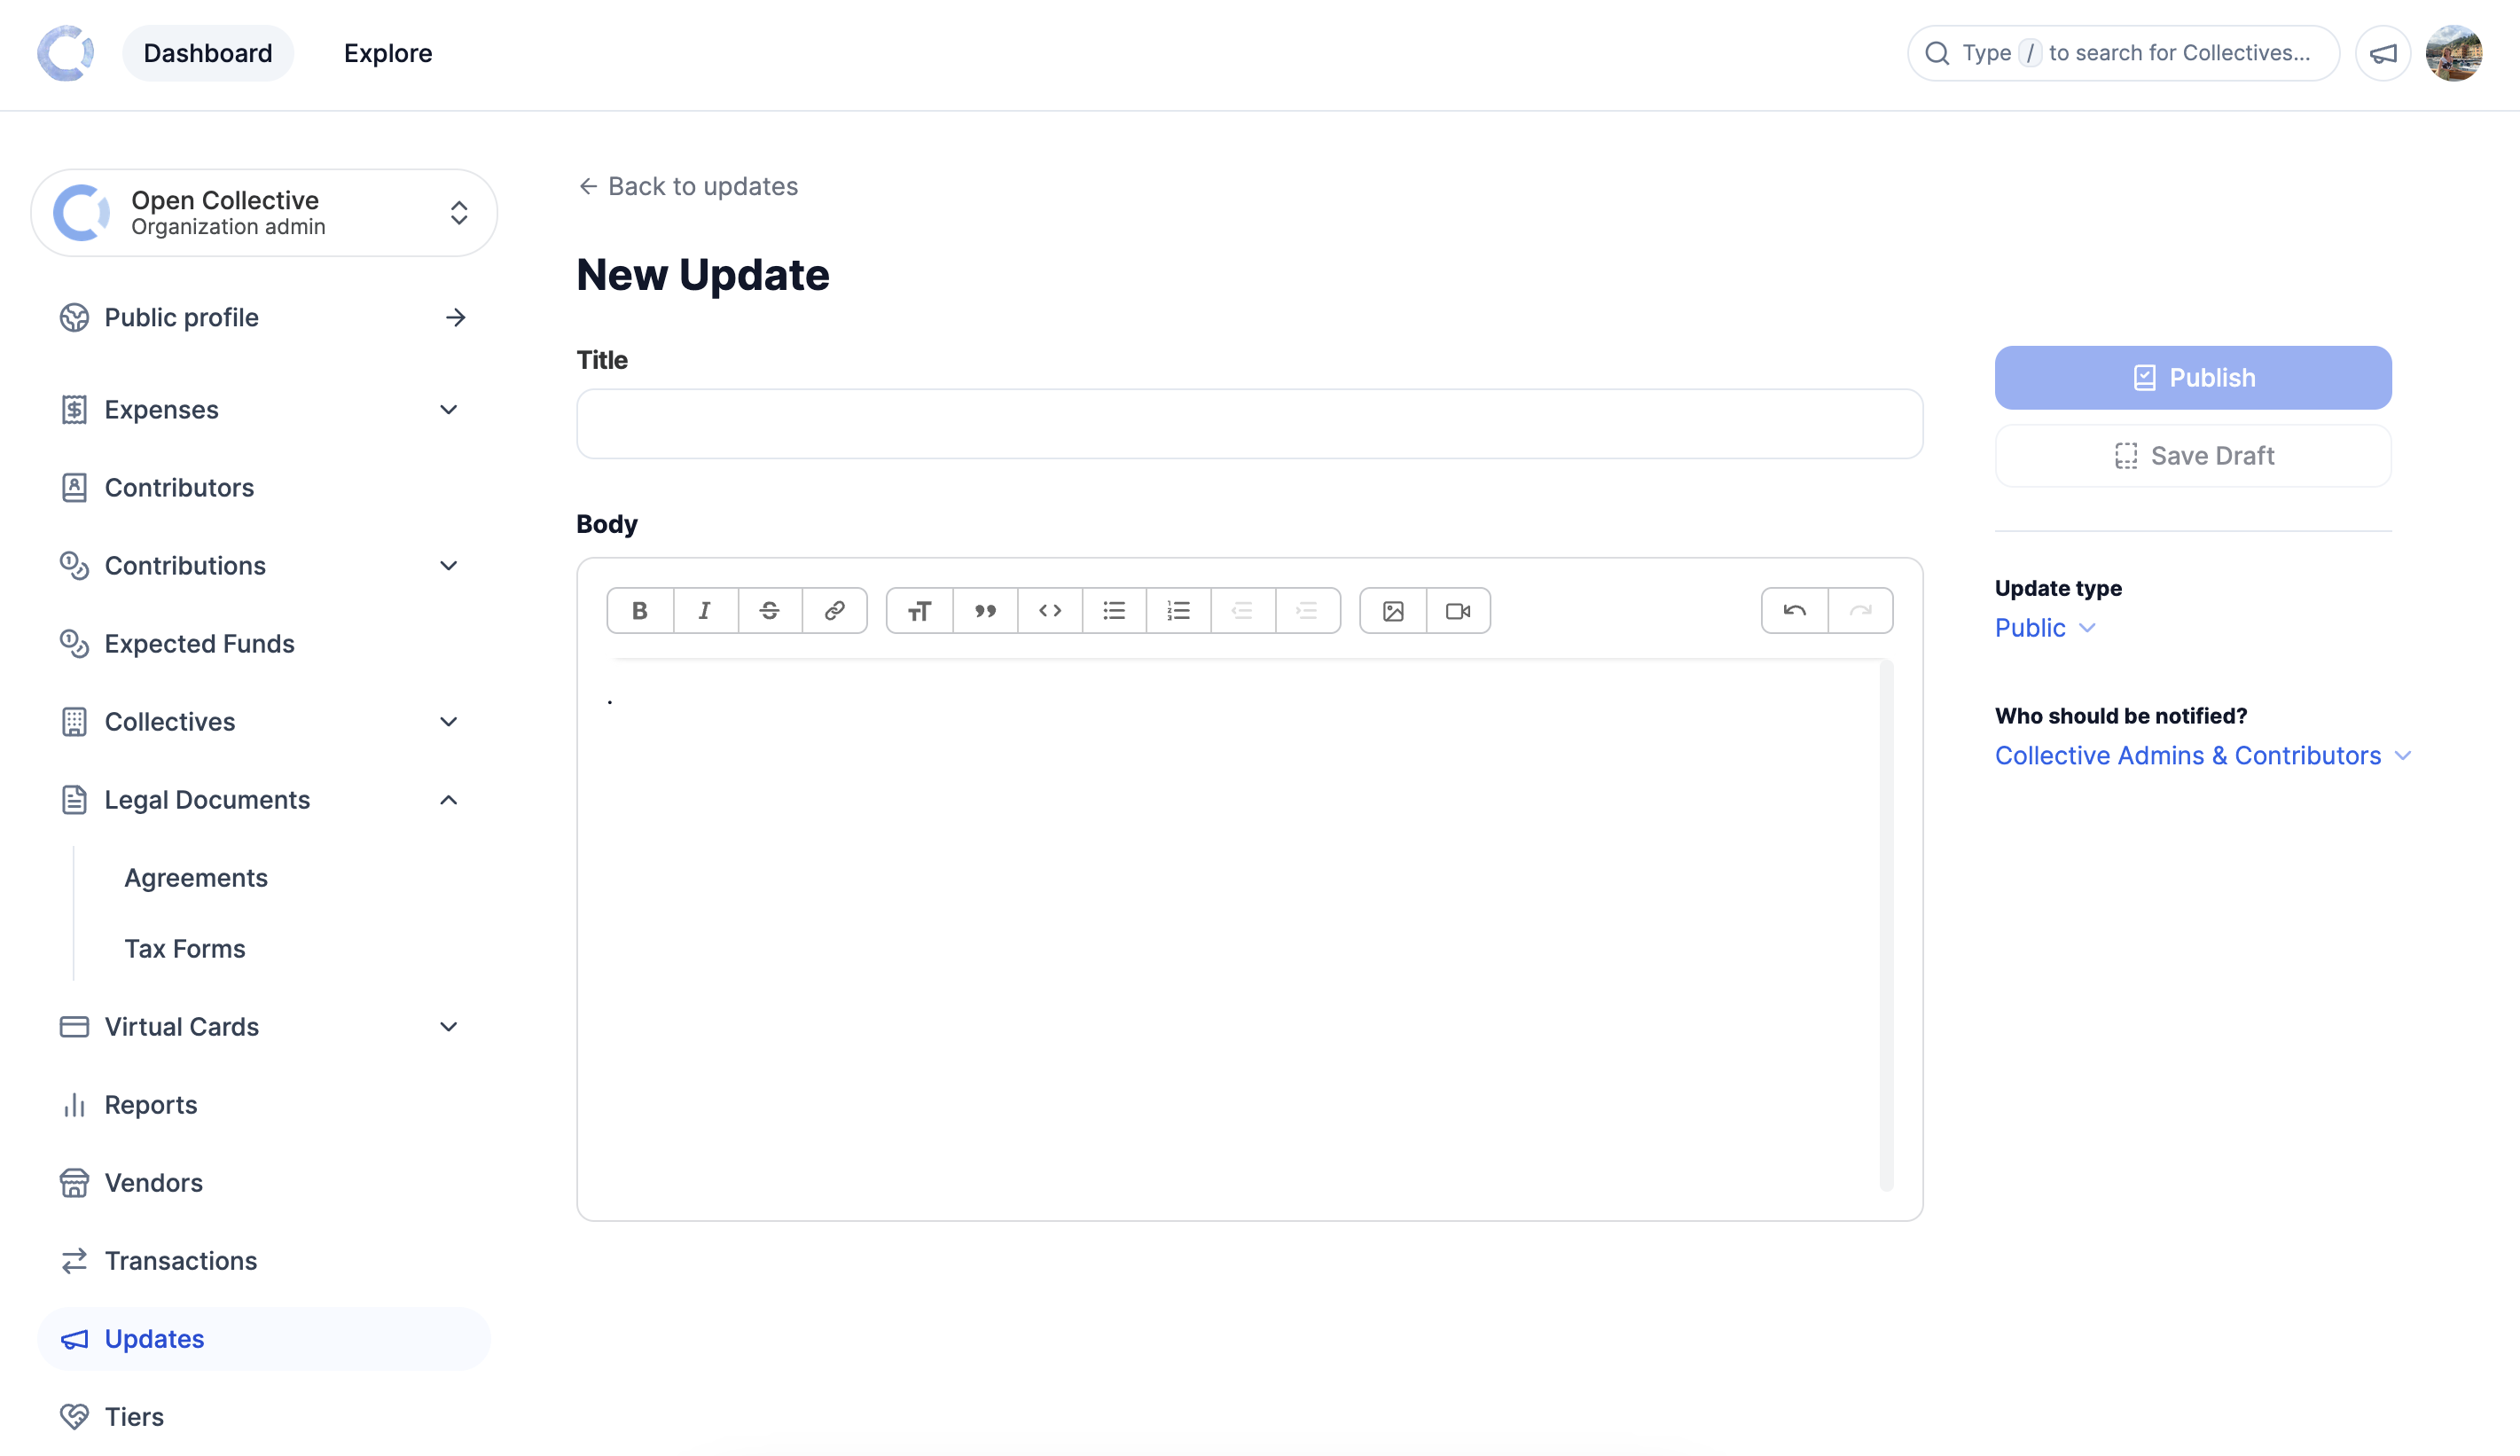 Dashboard
Explore
Type / to search for Collectives...
Open Collective
Organization admin
Public profile
Expenses
Contributors
Contributions
Expected Funds
Collectives
Legal Documents
Agreements
Tax Forms
Virtual Cards
Reports
Vendors
Transactions
Updates
Tiers
Back to updates
New Update
Title
Body
B I S
TT
.
Publish
Save Draft
Update type
Public
Who should be notified?
Collective Admins & Contributors